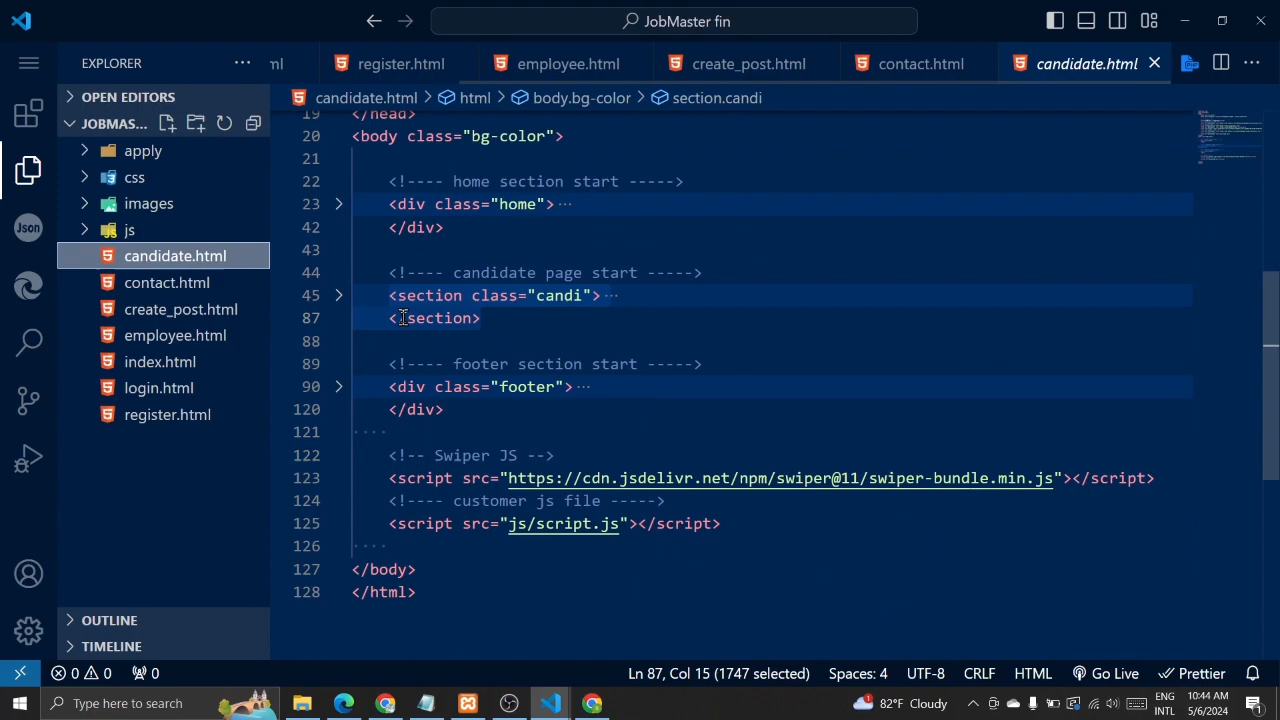 JobMaster fin
EXPLORER
ml
register.html
employee.html
create_post.html
contact.html
candidate.html
OPEN EDITORS
candidate.html > html > body.bg-color > section.candi
JOBMAS...
apply
css
images
js
candidate.html
contact.html
create_post.html
employee.html
index.html
login.html
register.html
OUTLINE
TIMELINE
Json
19 </head>
20 <body class="bg-color">
21
22 <!---- home section start ----->
23 <div class="home"> ...
42 </div>
43
44 <!---- candidate page start ----->
45 <section class="candi"> ...
87 </section>
88
89 <!---- footer section start ----->
90 <div class="footer"> ...
120 </div>
121
122 <!-- Swiper JS -->
123 <script src="https://cdn.jsdelivr.net/npm/swiper@11/swiper-bundle.min.js"></script>
124 <!---- customer js file ----->
125 <script src="js/script.js"></script>
126
127 </body>
128 </html>
0 0 0 Ln 87, Col 15 (1747 selected) Spaces: 4 UTF-8 CRLF HTML Go Live Prettier
Type here to search
82°F Cloudy
ENG
INTL
10:44 AM
5/6/2024
1